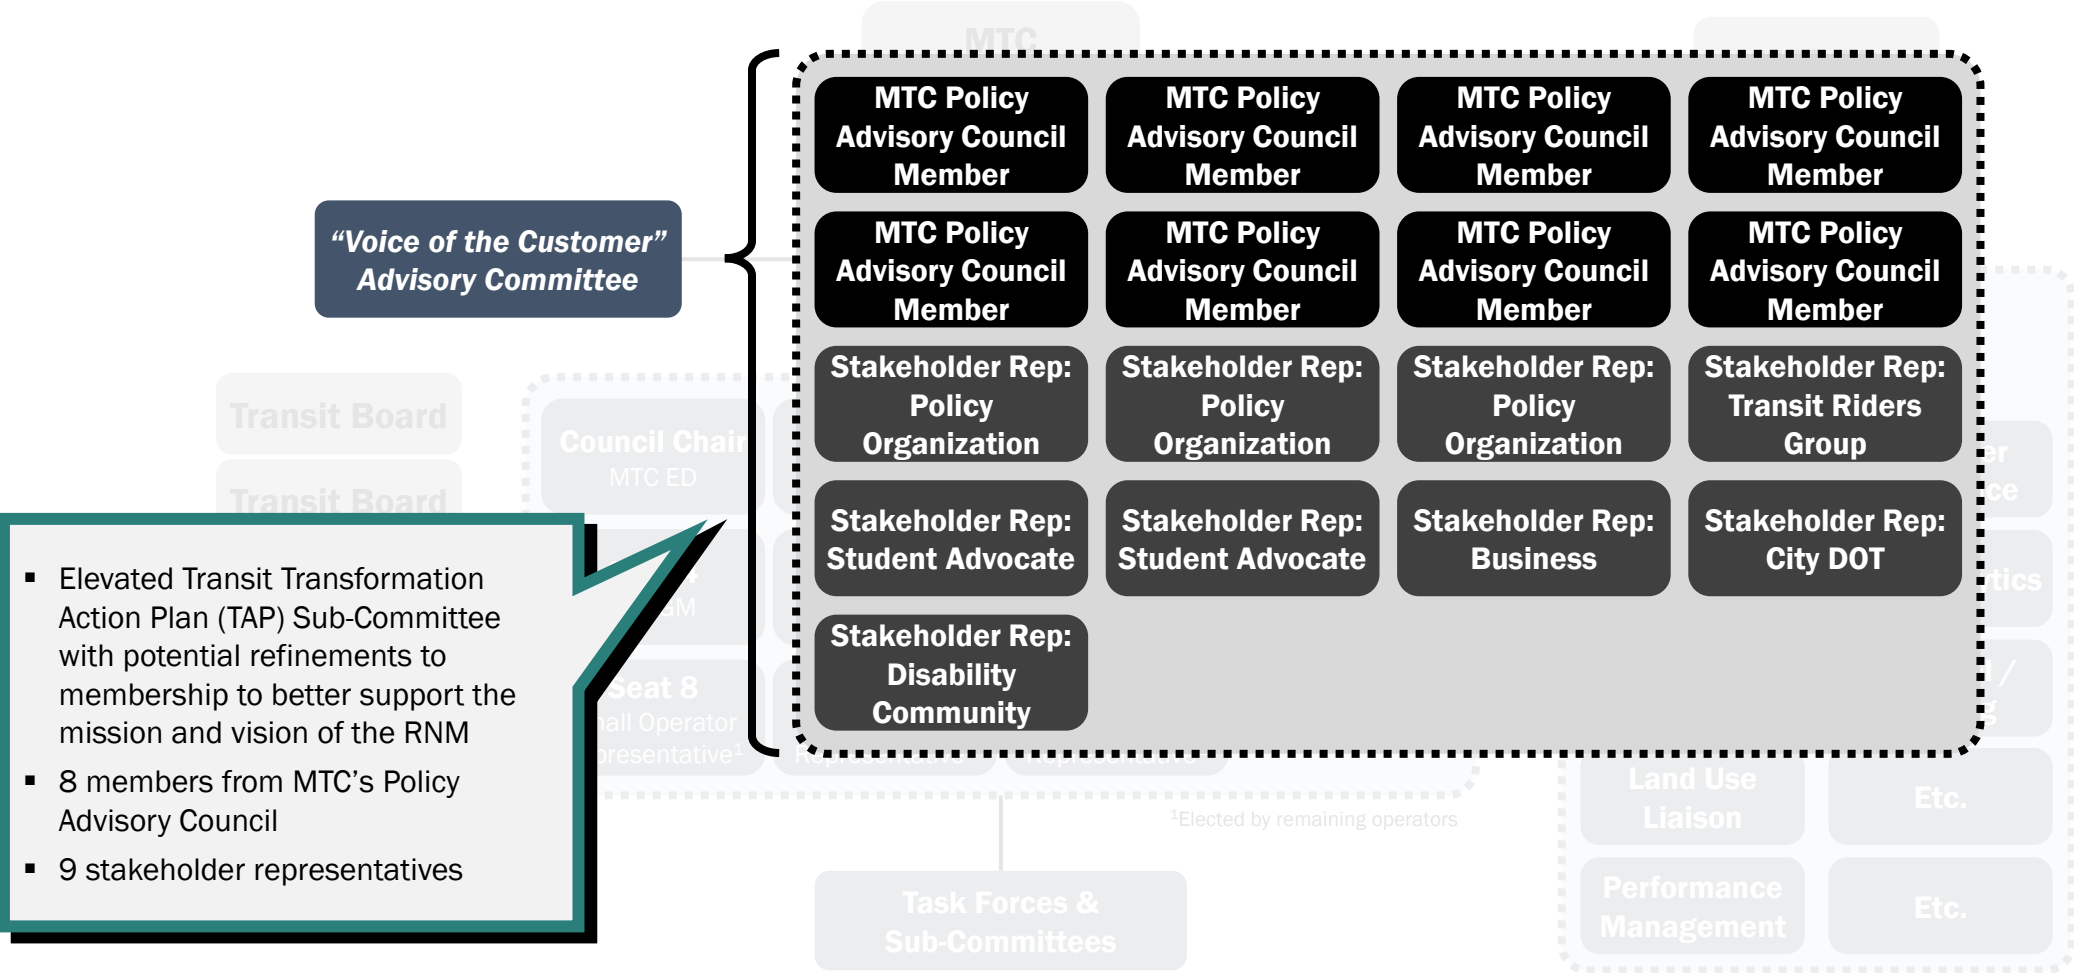 MTC
MTC Policy
Advisory Council
Member
MTC Policy
Advisory Council
Member
MTC Policy
Advisory Council
Member
MTC Policy
Advisory Council
Member
“Voice of the Customer”
Advisory Committee
MTC Policy
Advisory Council
Member
MTC Policy
Advisory Council
Member
MTC Policy
Advisory Council
Member
MTC Policy
Advisory Council
Member
Stakeholder Rep:
Policy
Organization
Stakeholder Rep:
Policy
Organization
Stakeholder Rep:
Policy
Organization
Stakeholder Rep:
Transit Riders
Group
Stakeholder Rep:
Student Advocate
Stakeholder Rep:
Student Advocate
Stakeholder Rep:
Business
Stakeholder Rep:
City DOT
Stakeholder Rep:
Disability
Community
Transit Board
Transit Board
Council Chair
MTC ED
▪ Elevated Transit Transformation
Action Plan (TAP) Sub-Committee
with potential refinements to
membership to better support the
mission and vision of the RNM
▪ 8 members from MTC’s Policy
Advisory Council
▪ 9 stakeholder representatives
Seat 8
Operator
Representative
Representative
¹Elected by remaining operators
Task Forces &
Sub-Committees
Land Use
Liaison
Etc.
Performance
Management
Etc.